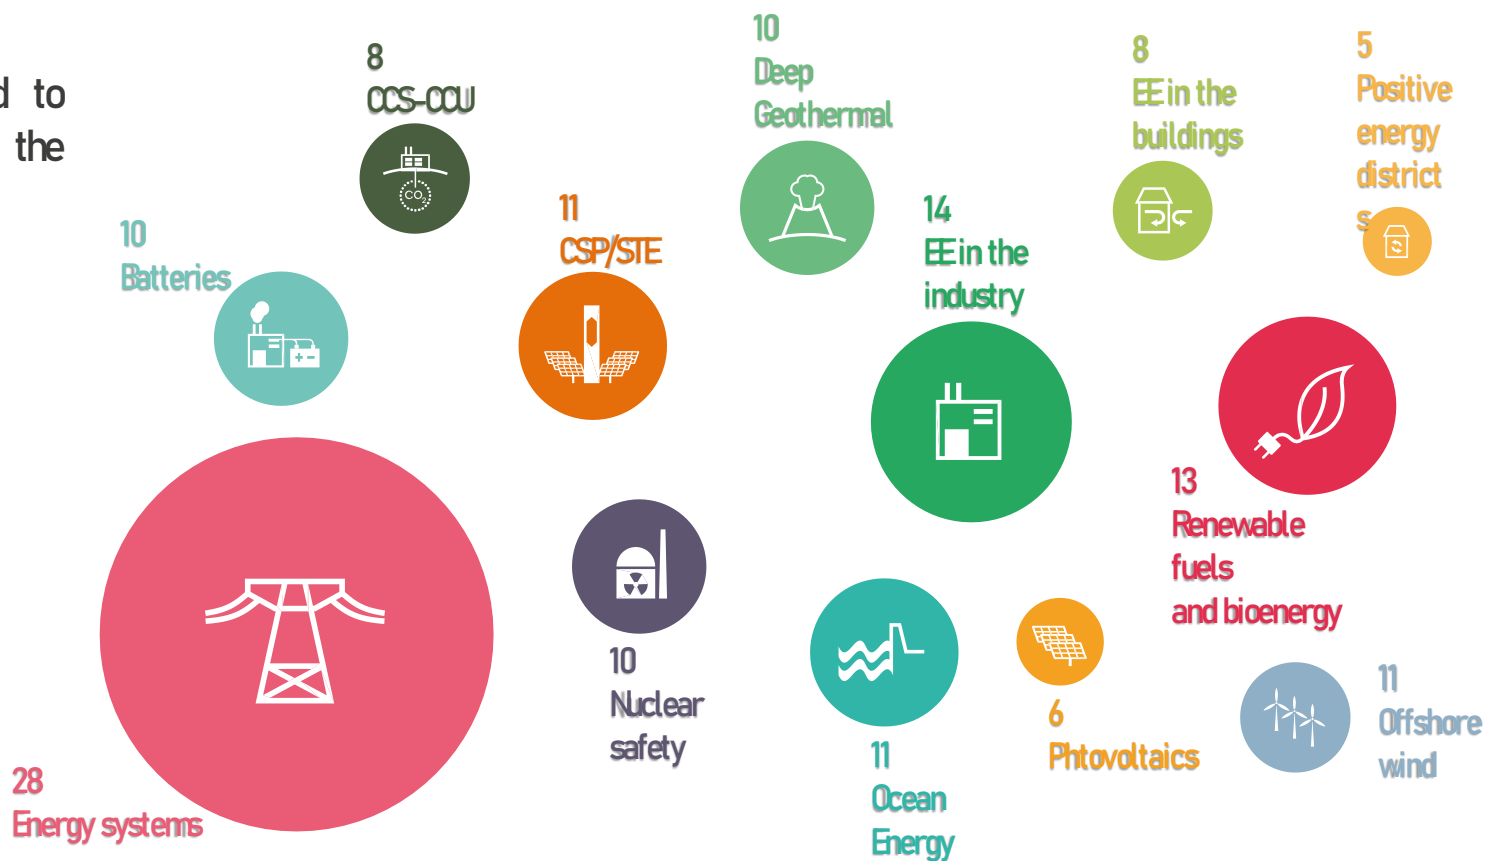 d to
the
8
CCS-CCU
10
Deep
Geothermal
8
EE in the
buildings
5
Positive
energy
district
s
10
Batteries
11
CSP/STE
14
EE in the
industry
CO2
28
Energy systems
10
Nuclear
safety
13
Renewable
fuels
and bioenergy
11
Ocean
Energy
6
Phtovoltaics
11
Offshore
wind